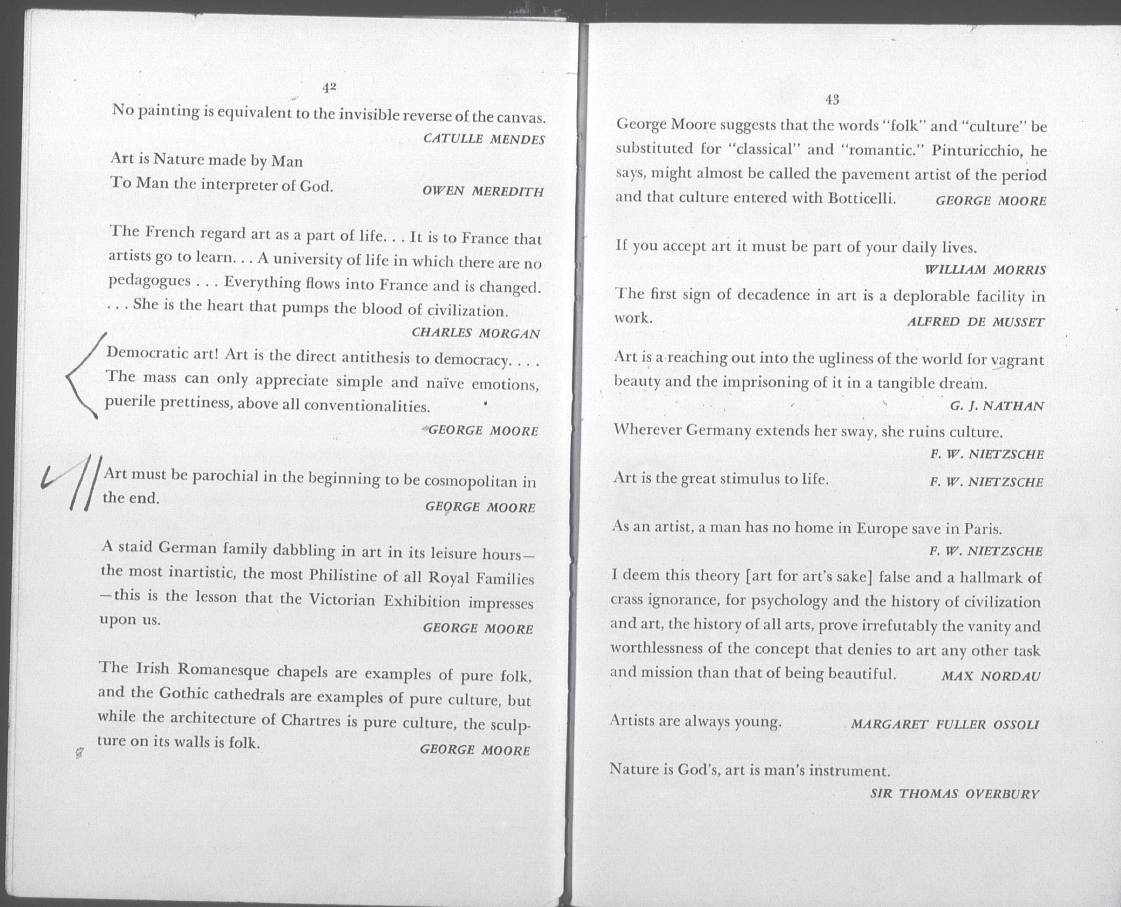 42
No painting is equivalent to the invisible reverse of the canvas.
CATULLE MENDES
Art is Nature made by Man
To Man the interpreter of God. OWEN MEREDITH
The French regard art as a part of life. . . It is to France that
artists go to learn. . . A university of life in which there are no
pedagogues . . . Everything flows into France and is changed.
. . . She is the heart that pumps the blood of civilization.
CHARLES MORGAN
Democratic art! Art is the direct antithesis to democracy. . . .
The mass can only appreciate simple and naïve emotions,
puerile prettiness, above all conventionalities.
GEORGE MOORE
Art must be parochial in the beginning to be cosmopolitan in
the end. GEORGE MOORE
A staid German family dabbling in art in its leisure hours—
the most inartistic, the most Philistine of all Royal Families
—this is the lesson that the Victorian Exhibition impresses
upon us. GEORGE MOORE
The Irish Romanesque chapels are examples of pure folk,
and the Gothic cathedrals are examples of pure culture, but
while the architecture of Chartres is pure culture, the sculp-
ture on its walls is folk. GEORGE MOORE
43
George Moore suggests that the words "folk" and "culture" be
substituted for "classical" and "romantic." Pinturicchio, he
says, might almost be called the pavement artist of the period
and that culture entered with Botticelli. GEORGE MOORE
If you accept art it must be part of your daily lives.
WILLIAM MORRIS
The first sign of decadence in art is a deplorable facility in
work. ALFRED DE MUSSET
Art is a reaching out into the ugliness of the world for vagrant
beauty and the imprisoning of it in a tangible dream.
G. J. NATHAN
Wherever Germany extends her sway, she ruins culture.
F. W. NIETZSCHE
Art is the great stimulus to life. F. W. NIETZSCHE
As an artist, a man has no home in Europe save in Paris.
F. W. NIETZSCHE
I deem this theory [art for art's sake] false and a hallmark of
crass ignorance, for psychology and the history of civilization
and art, the history of all arts, prove irrefutably the vanity and
worthlessness of the concept that denies to art any other task
and mission than that of being beautiful. MAX NORDAU
Artists are always young. MARGARET FULLER OSSOLI
Nature is God's, art is man's instrument.
SIR THOMAS OVERBURY